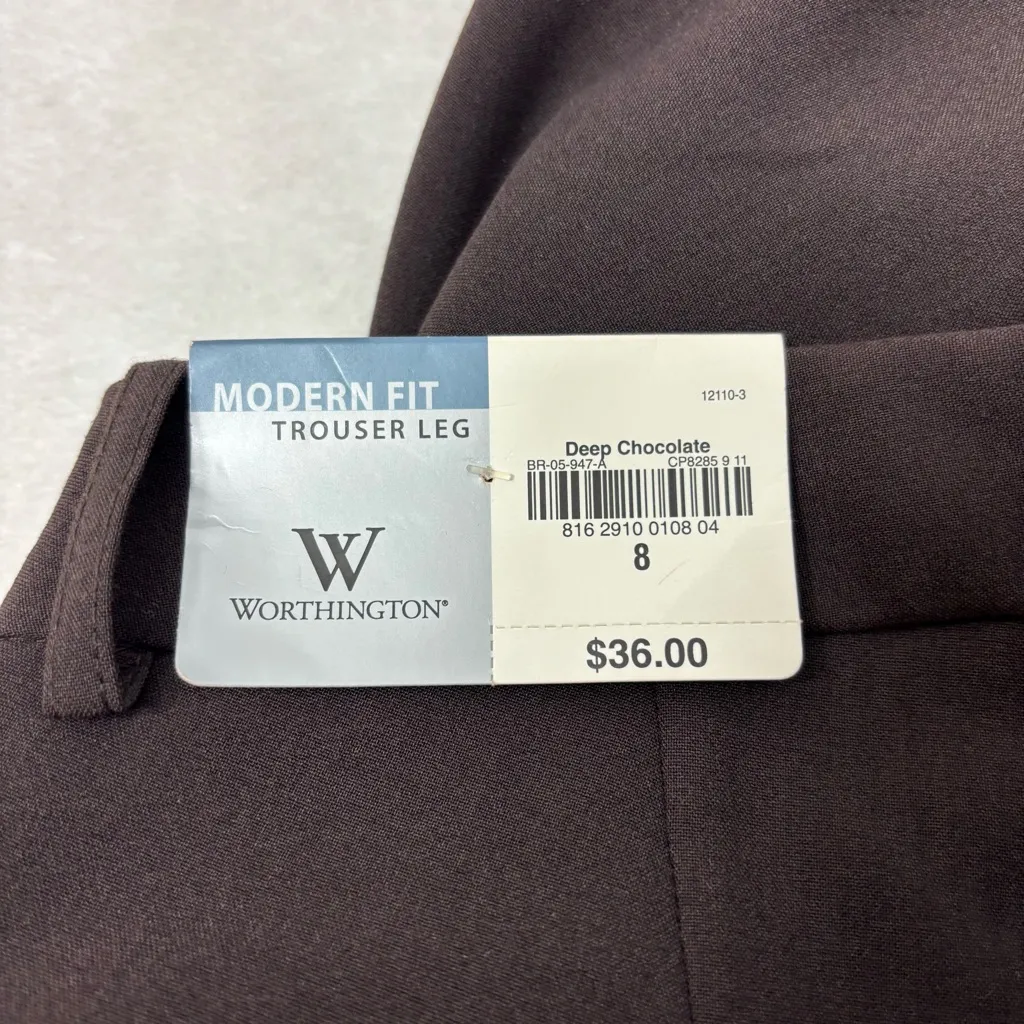 MODERN FIT
TROUSER LEG
W
WORTHINGTON®
12110-3
Deep Chocolate
BR-05-947-A CP8285 9 11
816 2910 0108 04
8
$36.00